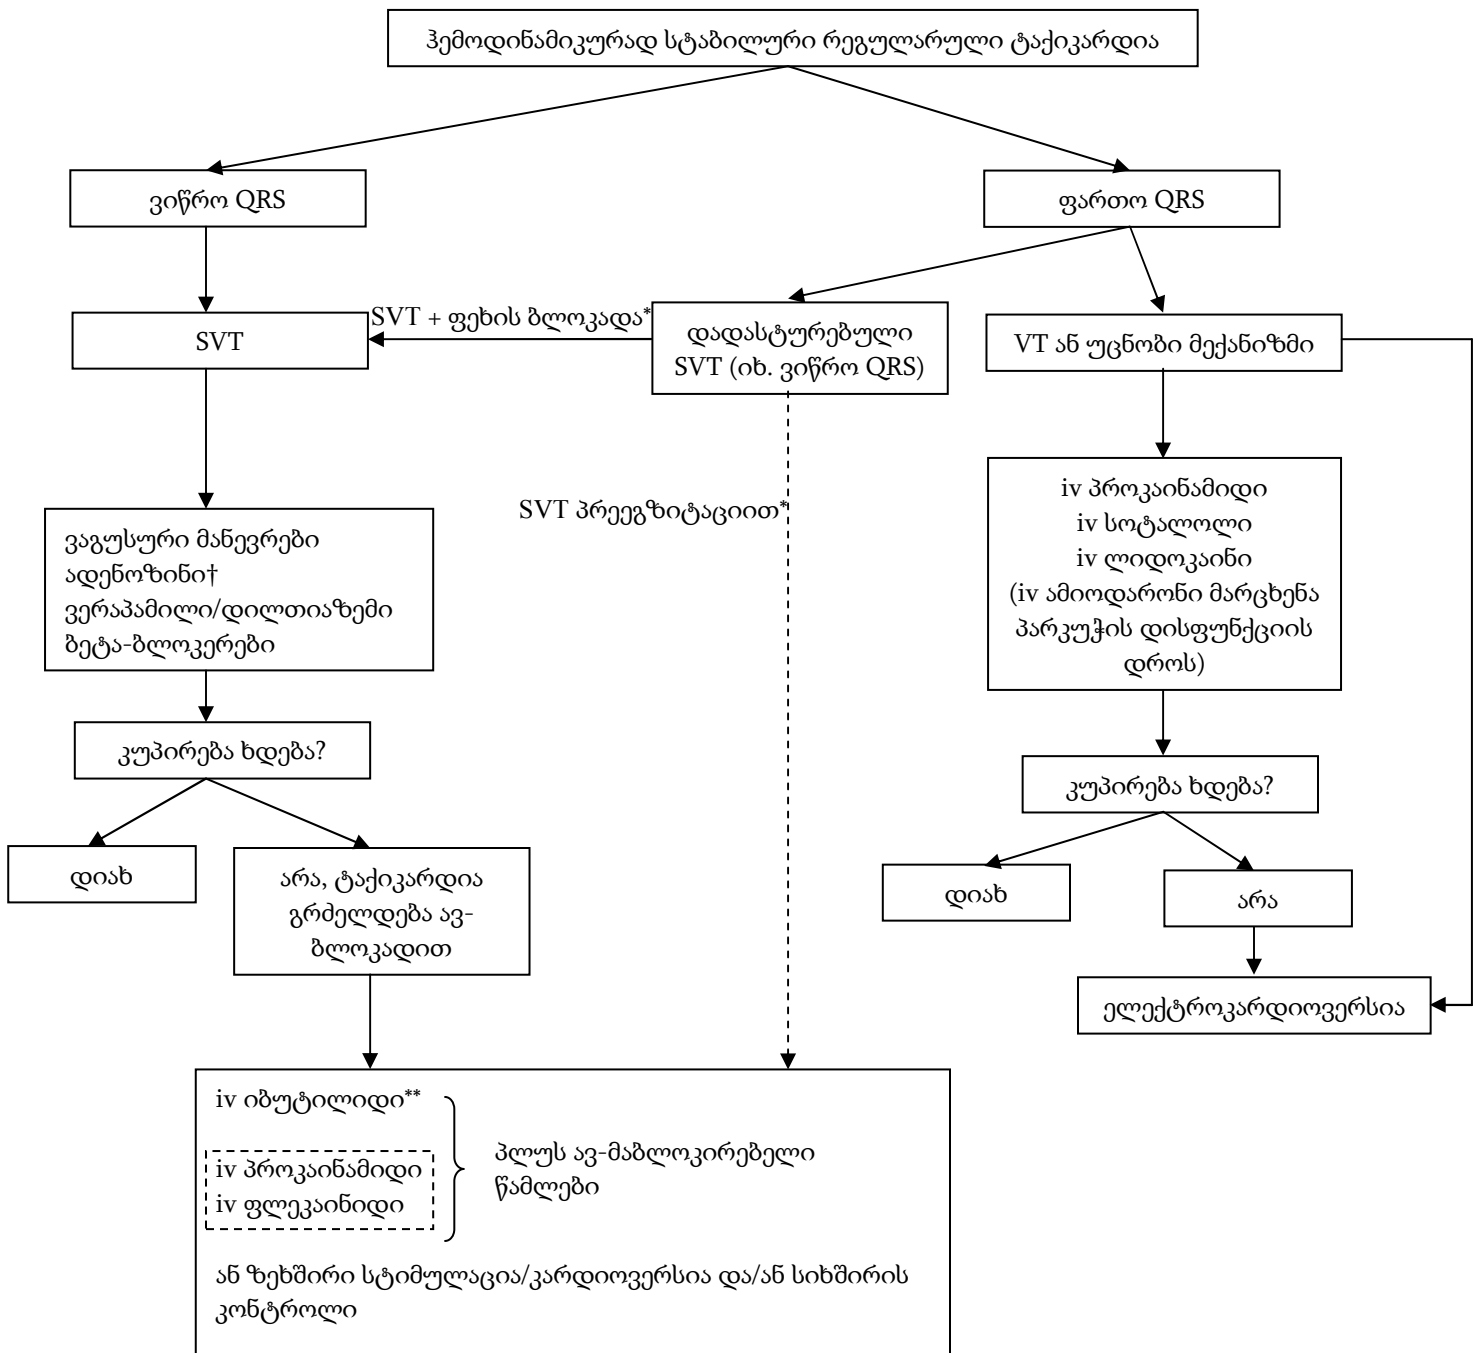 ჰემოდინამიკურად სტაბილური რეგულარული ტაქიკარდია
ვიწრო QRS
ფართო QRS
SVT
SVT + ფეხის ბლოკადა*
დადასტურებული
SVT (იხ. ვიწრო QRS)
VT ან უცნობი მექანიზმი
SVT პრეეგზიტაციით*
ვაგუსური მანევრები
ადენოზინი†
ვერაპამილი/დილთიაზემი
ბეტა-ბლოკერები
iv პროკაინამიდი
iv სოტალოლი
iv ლიდოკაინი
(iv ამიოდარონი მარცხენა
პარკუჭის დისფუნქციის
დროს)
კუპირება ხდება?
კუპირება ხდება?
დიახ
არა, ტაქიკარდია
გრძელდება ავ-
ბლოკადით
დიახ
არა
ელექტროკარდიოვერსია
iv იბუტილიდი**
iv პროკაინამიდი
iv ფლეკაინიდი
პლუს ავ-მაბლოკირებელი
წამლები
ან ზეხშირი სტიმულაცია/კარდიოვერსია და/ან სიხშირის
კონტროლი